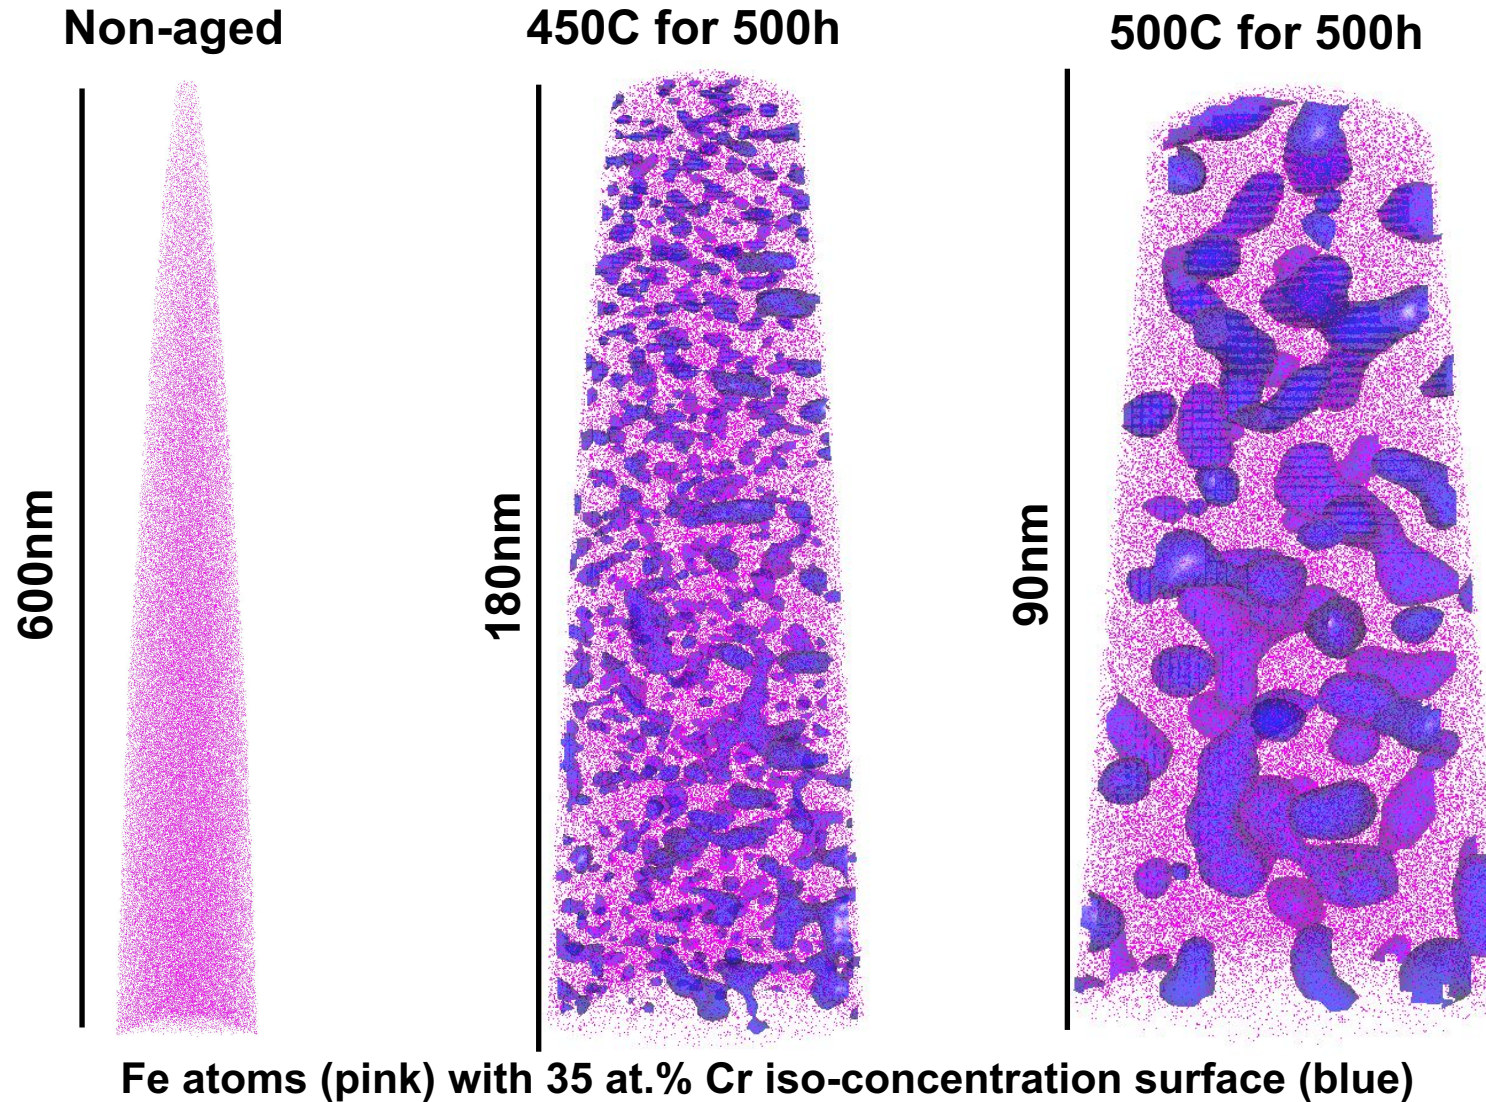 Non-aged
450C for 500h
500C for 500h
600nm
180nm
90nm
Fe atoms (pink) with 35 at.% Cr iso-concentration surface (blue)